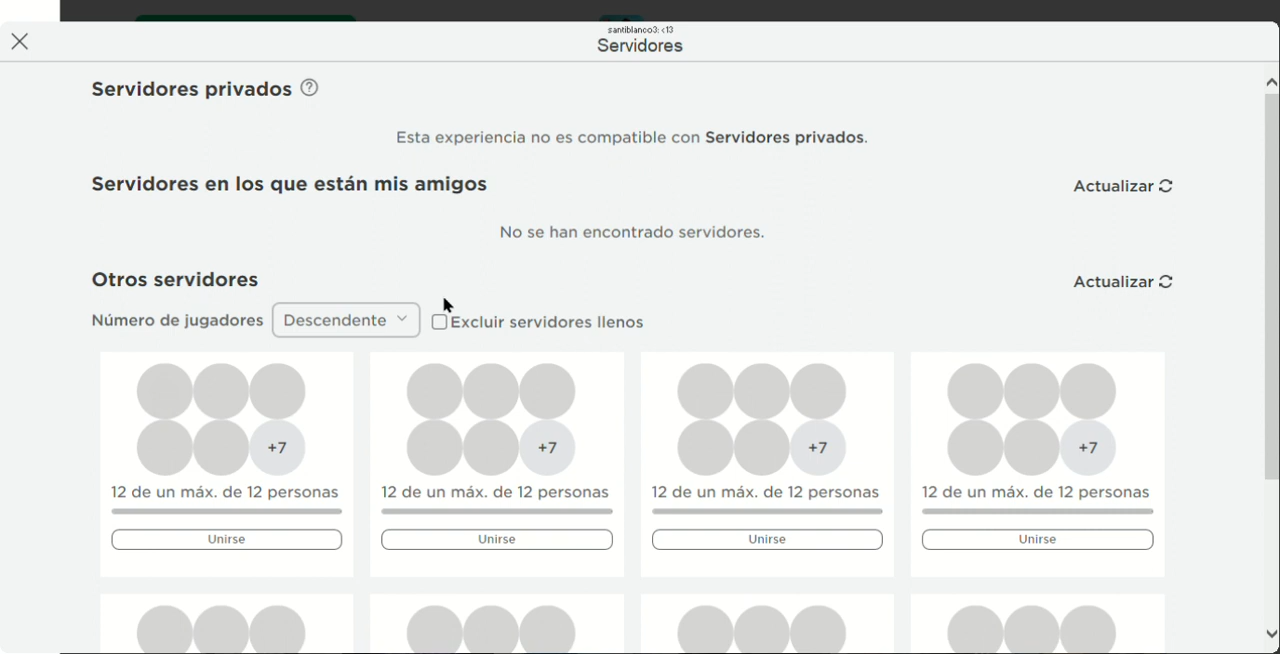 santiblanco3: <13
Servidores
Servidores privados ?
Esta experiencia no es compatible con Servidores privados.
Servidores en los que están mis amigos
Actualizar
No se han encontrado servidores.
Otros servidores
Actualizar
Número de jugadores Descendente Excluir servidores llenos
+7 +7 +7 +7
12 de un máx. de 12 personas 12 de un máx. de 12 personas 12 de un máx. de 12 personas 12 de un máx. de 12 personas
Unirse Unirse Unirse Unirse